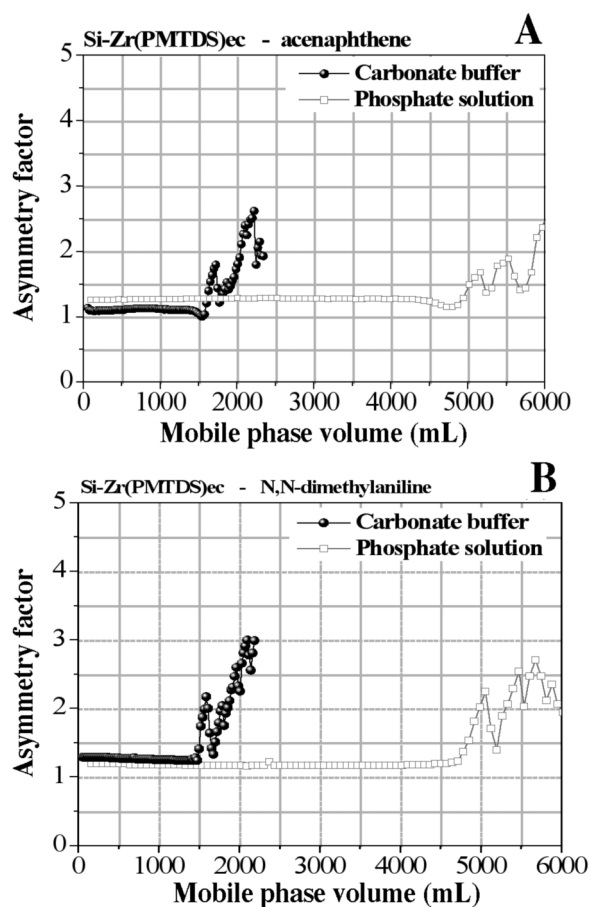 Si-Zr(PMTDS)ec - acenaphthene
A
5
Carbonate buffer
Phosphate solution
4
3
2
1
0
Asymmetry factor
0 1000 2000 3000 4000 5000 6000
Mobile phase volume (mL)
Si-Zr(PMTDS)ec - N,N-dimethylaniline
B
5
Carbonate buffer
Phosphate solution
4
3
2
1
0
Asymmetry factor
0 1000 2000 3000 4000 5000 6000
Mobile phase volume (mL)